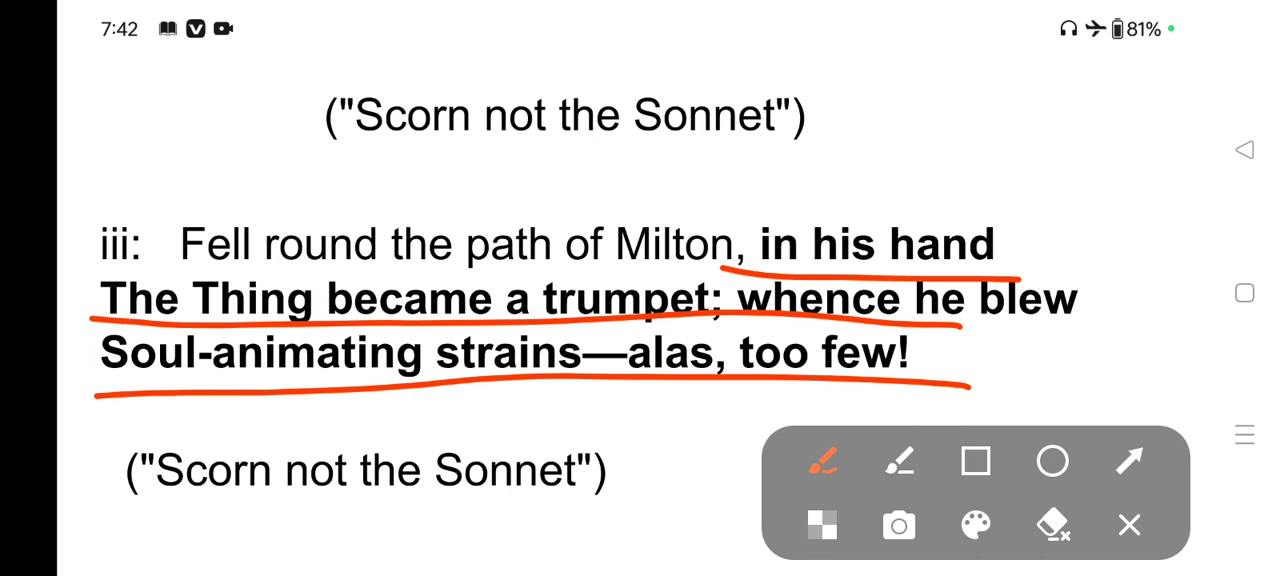 7:42 81%
("Scorn not the Sonnet")
iii: Fell round the path of Milton, in his hand
The Thing became a trumpet; whence he blew
Soul-animating strains—alas, too few!
("Scorn not the Sonnet")